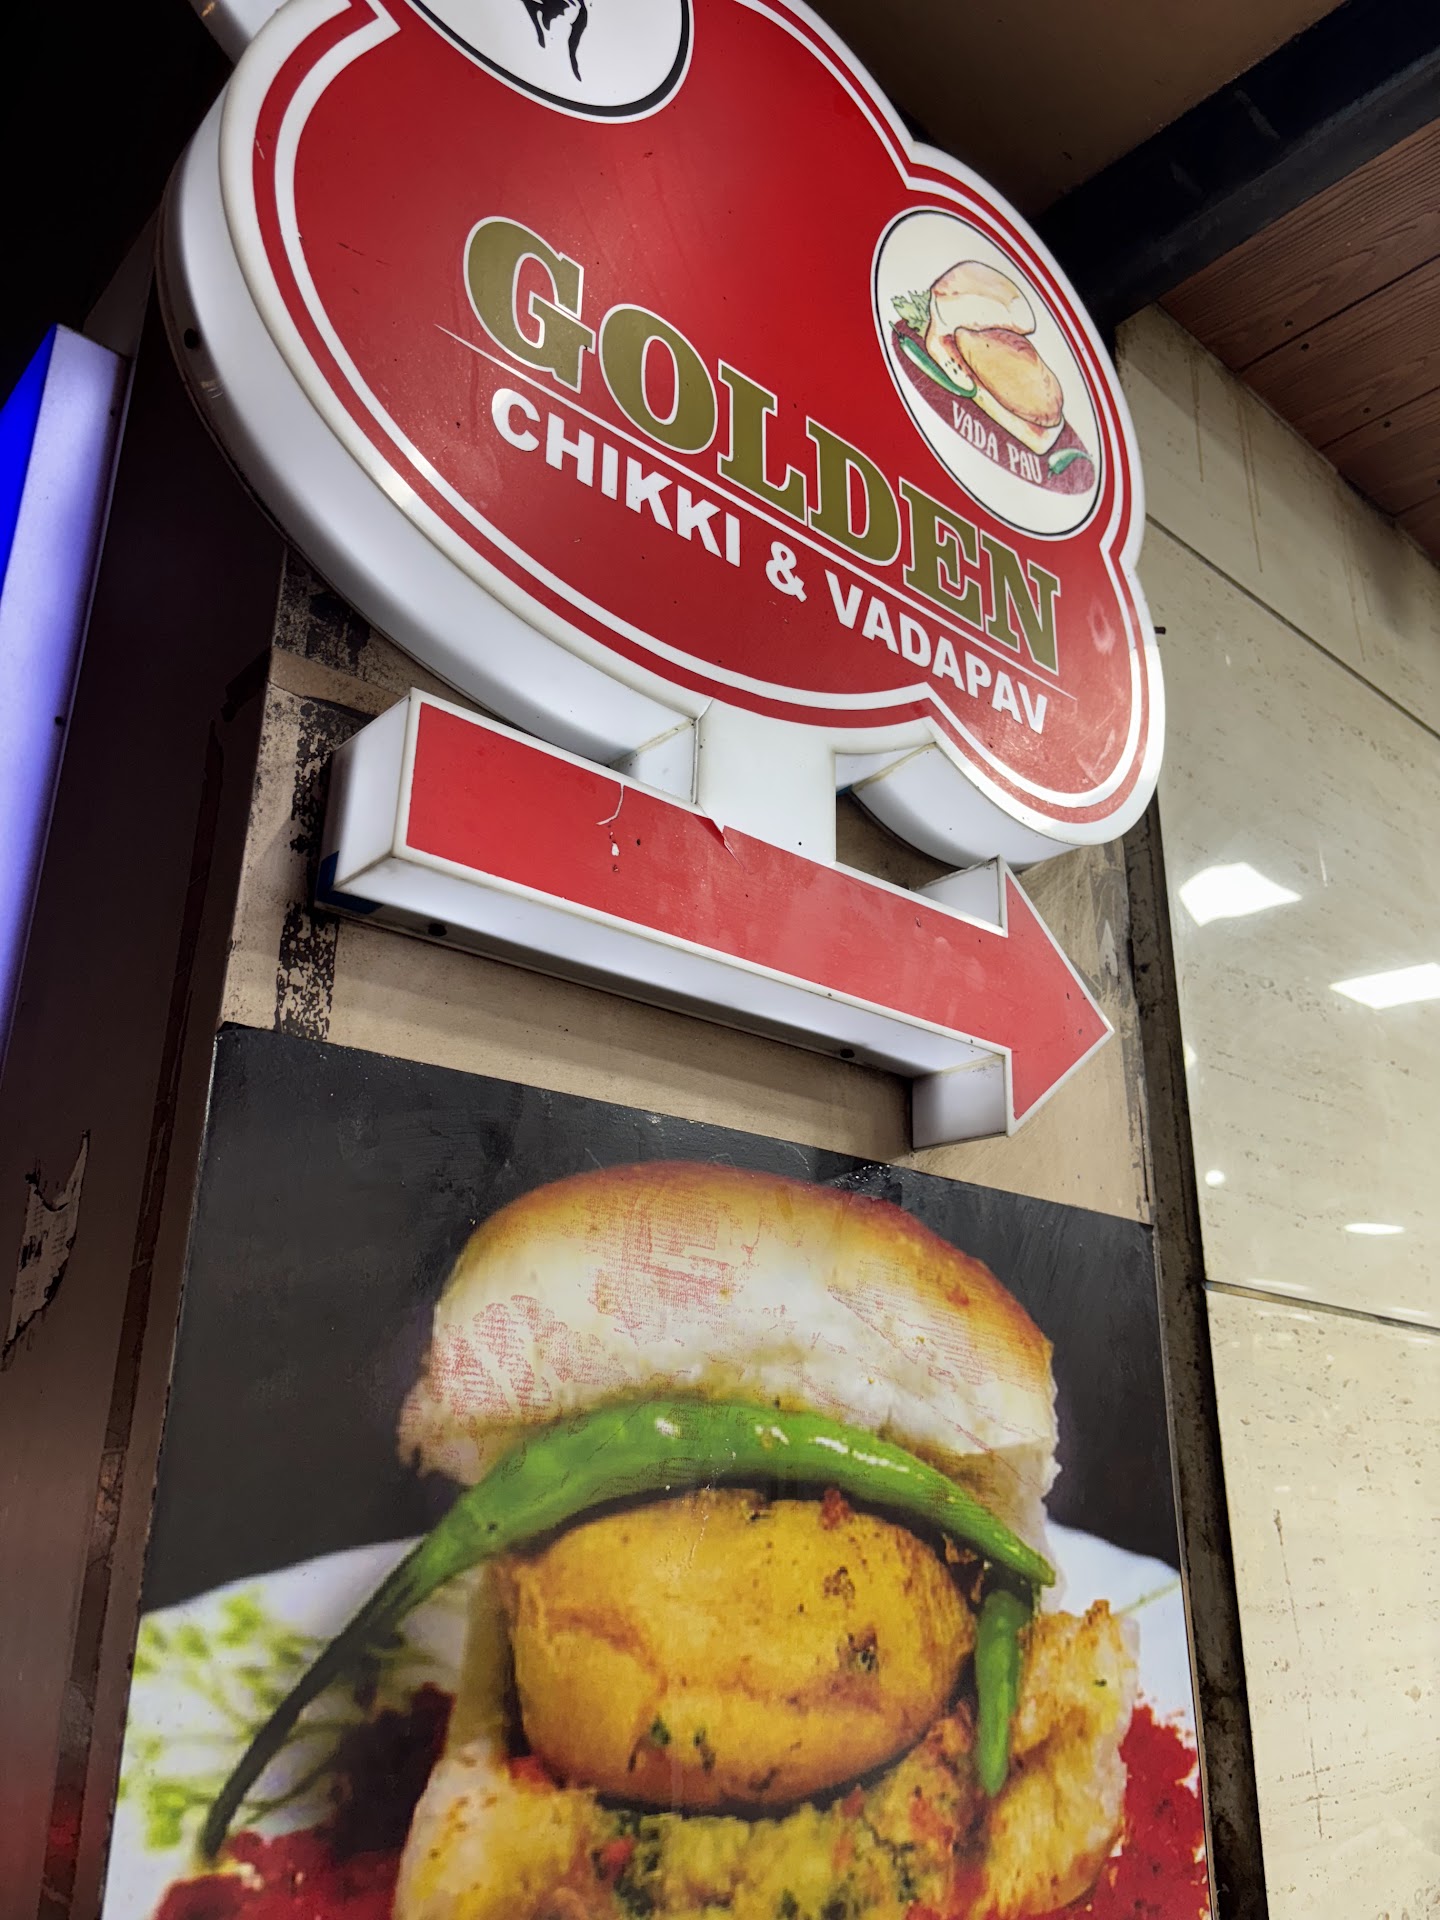 GOLDEN
CHIKKI & VADAPAV
VADA PAU